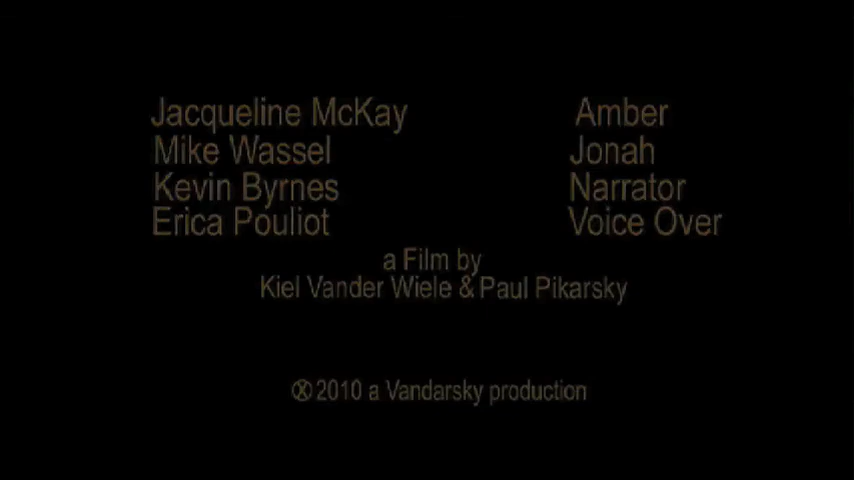 Jacqueline McKay Amber
Mike Wassel Jonah
Kevin Byrnes Narrator
Erica Pouliot Voice Over
a Film by
Kiel Vander Wiele & Paul Pikarsky
Ⓧ 2010 a Vandarsky production